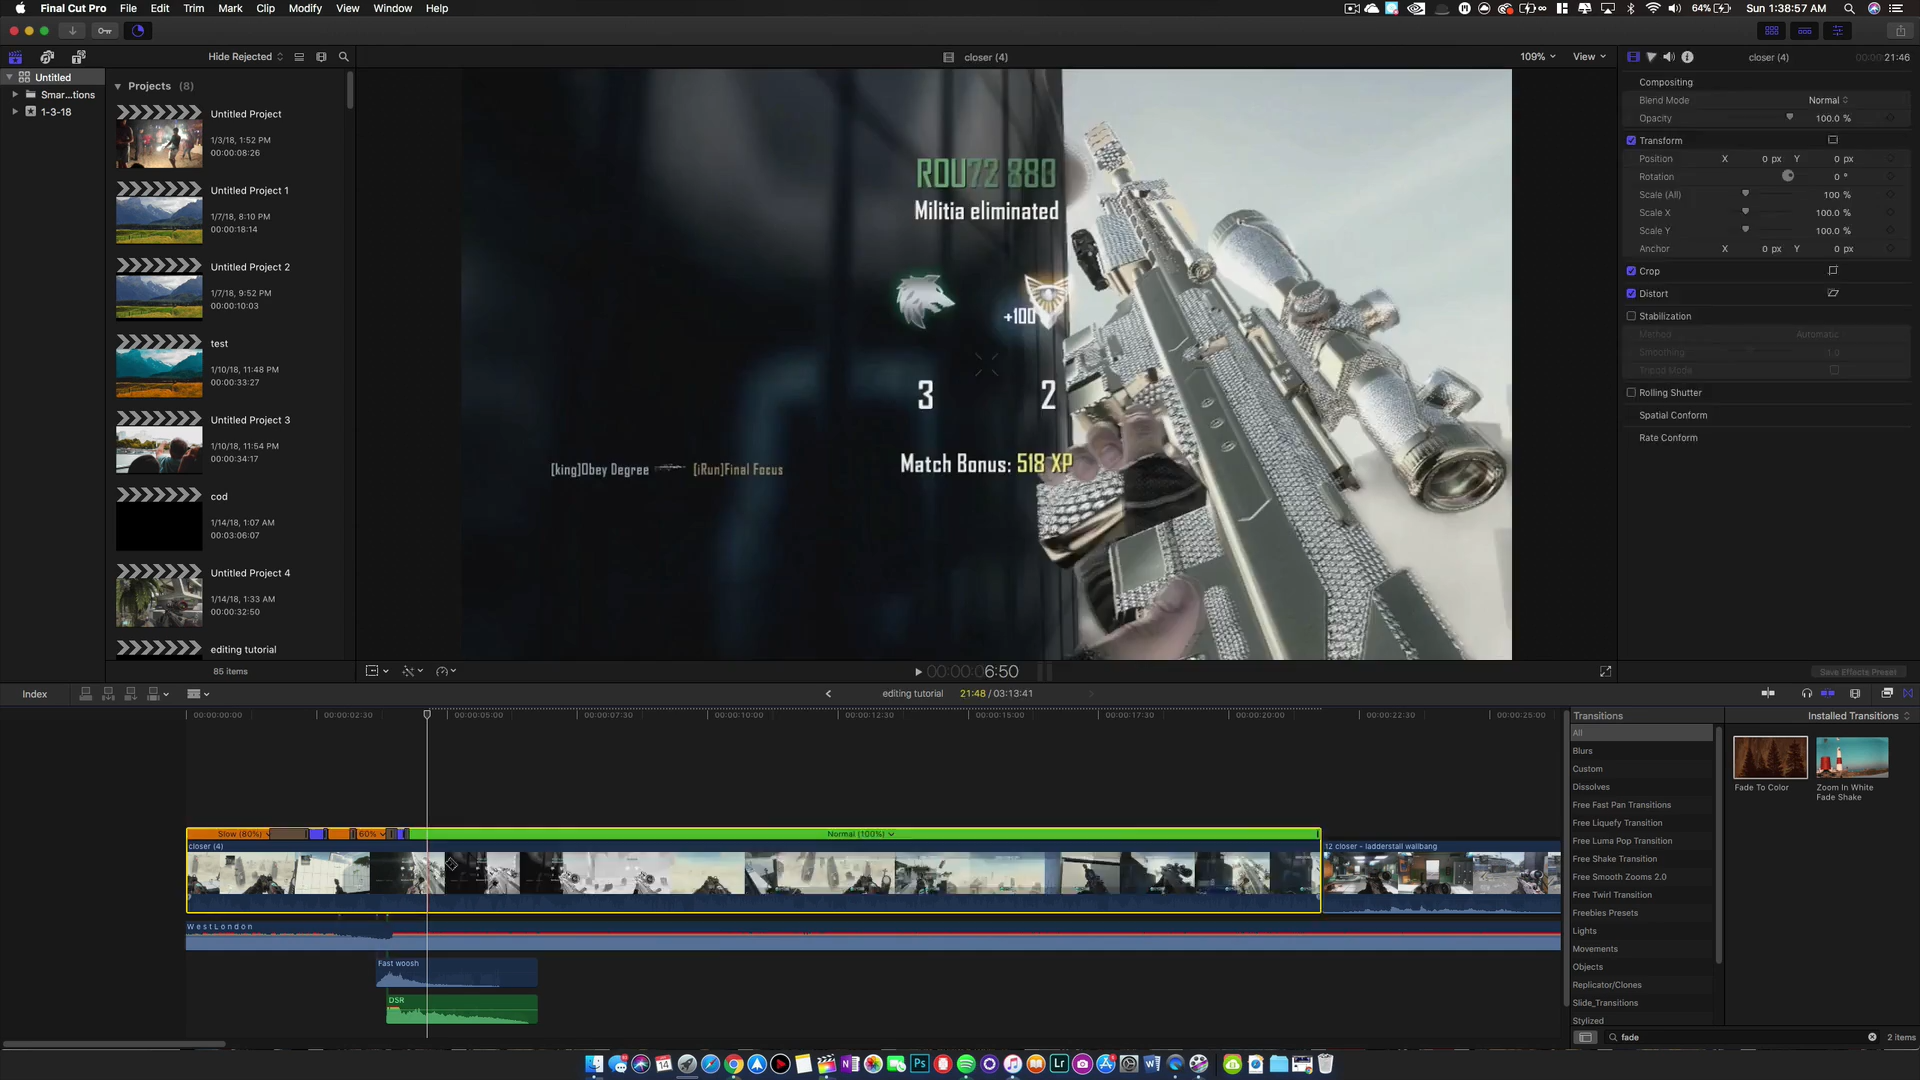 Final Cut Pro File Edit Trim Mark Clip Modify View Window Help
64% Sun 1:38:57 AM
Hide Rejected
closer (4)
109% View
closer (4) 00:00:00:21:46
Untitled
Smar...tions
1-3-18
Projects (8)
Untitled Project
1/3/18, 1:52 PM
00:00:08:26
Untitled Project 1
1/7/18, 8:10 PM
00:00:18:14
Untitled Project 2
1/7/18, 9:52 PM
00:00:10:03
test
1/10/18, 11:48 PM
00:00:33:27
Untitled Project 3
1/10/18, 11:54 PM
00:00:34:17
cod
1/14/18, 1:07 AM
00:03:06:07
Untitled Project 4
1/14/18, 1:33 AM
00:00:32:50
editing tutorial
85 items
ROU72 880
Militia eliminated
+100
3 2
Match Bonus: 518 XP
[king]Obey Degree [iRun]Final Focus
Compositing
Blend Mode Normal
Opacity 100.0 %
Transform
Position X 0 px Y 0 px
Rotation 0 °
Scale (All) 100 %
Scale X 100.0 %
Scale Y 100.0 %
Anchor X 0 px Y 0 px
Crop
Distort
Stabilization
Method Automatic
Smoothing 1.0
Tripod Mode
Rolling Shutter
Spatial Conform
Rate Conform
Save Effects Preset
00:00:06:50
Index
editing tutorial 21:48 / 03:13:41
00:00:00:00 00:00:02:30 00:00:05:00 00:00:07:30 00:00:10:00 00:00:12:30 00:00:15:00 00:00:17:30 00:00:20:00 00:00:22:30 00:00:25:00
Slow (80%) 60% Normal (100%)
closer (4)
12 closer - ladderstall wallbang
WestLondon
Fast woosh
DSR
Transitions
Installed Transitions
All
Blurs
Custom
Dissolves
Free Fast Pan Transitions
Free Liquefy Transition
Free Luma Pop Transition
Free Shake Transition
Free Smooth Zooms 2.0
Free Twirl Transition
Freebies Presets
Lights
Movements
Objects
Replicator/Clones
Slide_Transitions
Stylized
Fade To Color
Zoom In White
Fade Shake
fade
2 items
14
Ps
Lr